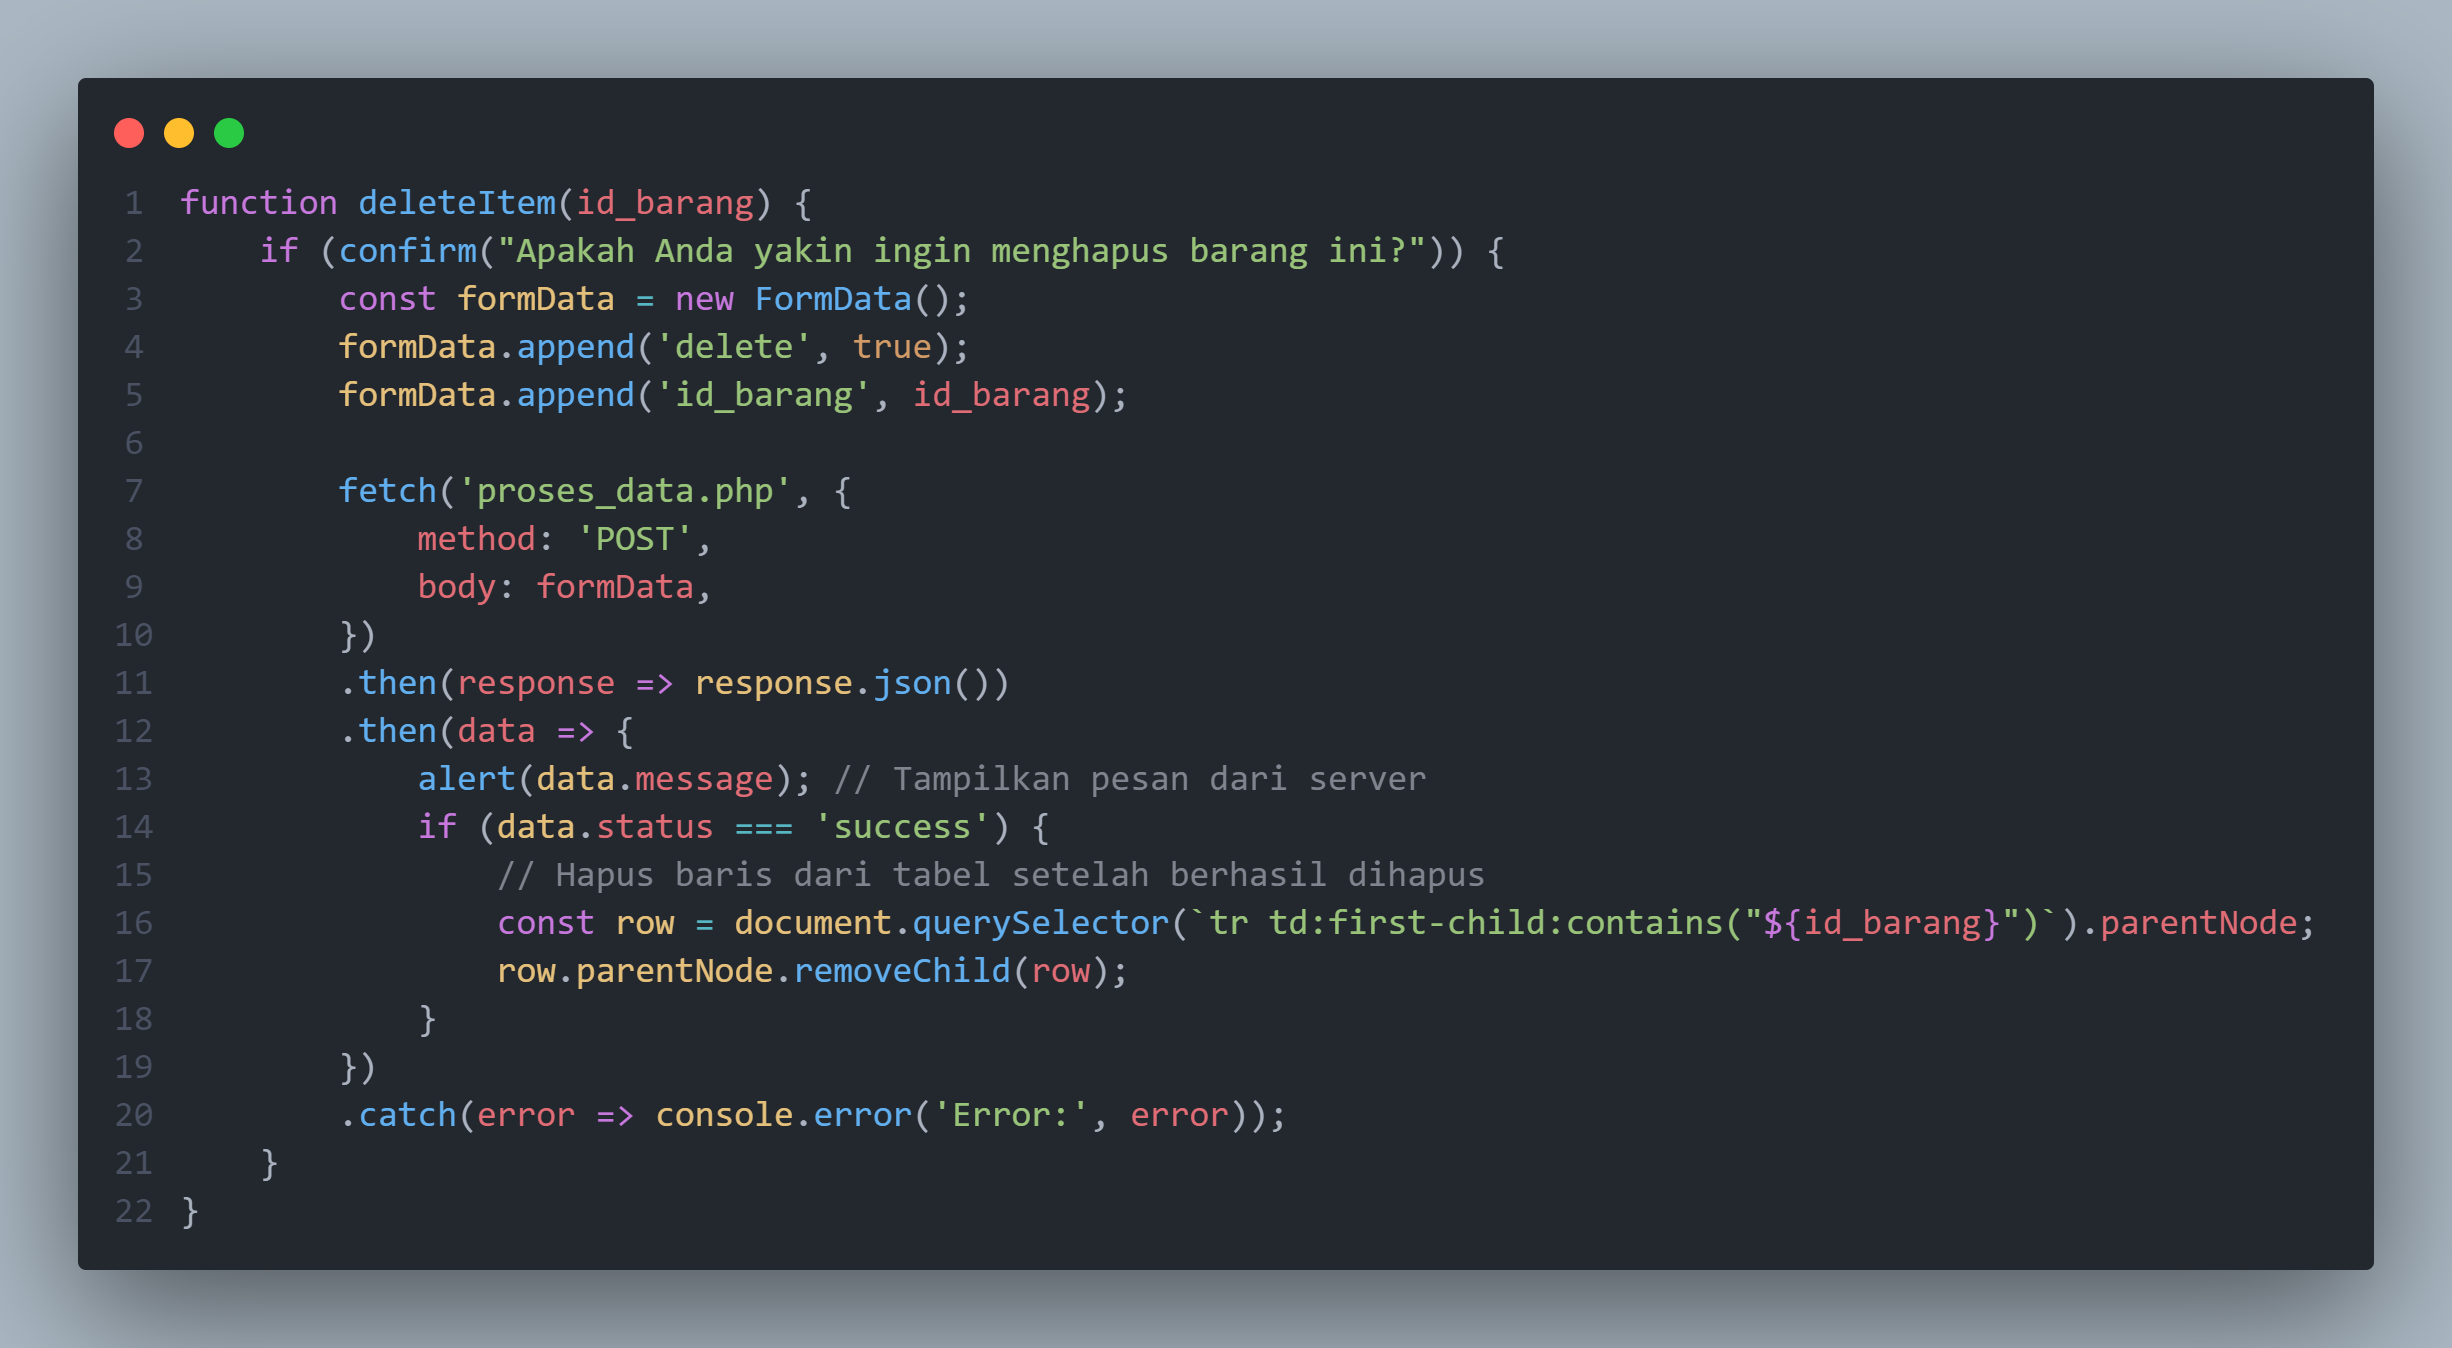 1 function deleteItem(id_barang) {
2     if (confirm("Apakah Anda yakin ingin menghapus barang ini?")) {
3         const formData = new FormData();
4         formData.append('delete', true);
5         formData.append('id_barang', id_barang);
6
7         fetch('proses_data.php', {
8             method: 'POST',
9             body: formData,
10         })
11         .then(response => response.json())
12         .then(data => {
13             alert(data.message); // Tampilkan pesan dari server
14             if (data.status === 'success') {
15                 // Hapus baris dari tabel setelah berhasil dihapus
16                 const row = document.querySelector(`tr td:first-child:contains("${id_barang}")`).parentNode;
17                 row.parentNode.removeChild(row);
18             }
19         })
20         .catch(error => console.error('Error:', error));
21     }
22 }